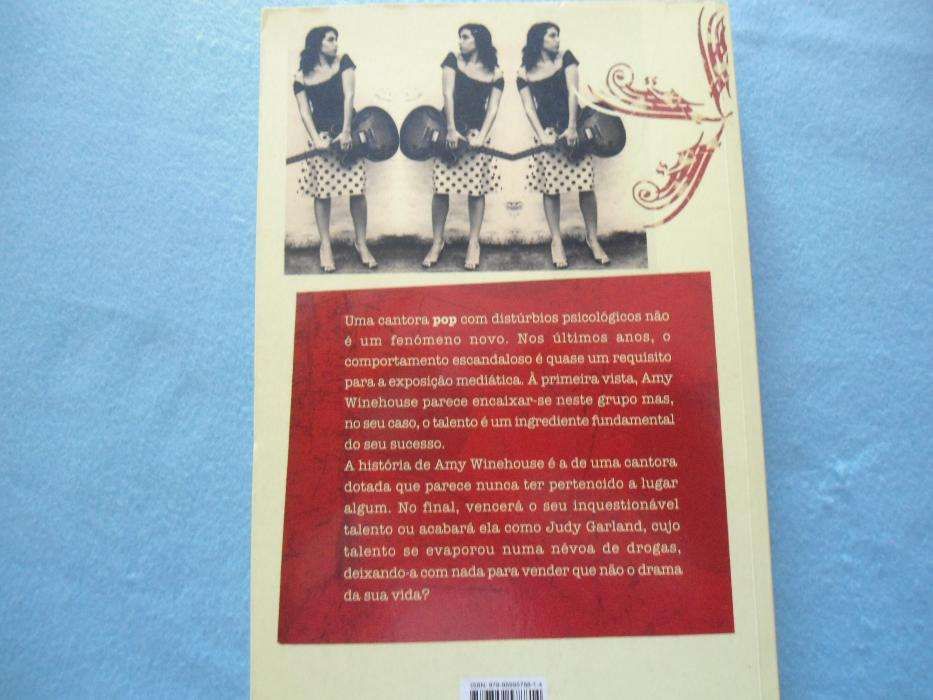 Uma cantora pop com distúrbios psicológicos não
é um fenómeno novo. Nos últimos anos, o
comportamento escandaloso é quase um requisito
para a exposição mediática. À primeira vista, Amy
Winehouse parece encaixar-se neste grupo mas,
no seu caso, o talento é um ingrediente fundamental
do seu sucesso.
A história de Amy Winehouse é a de uma cantora
dotada que parece nunca ter pertencido a lugar
algum. No final, vencerá o seu inquestionável
talento ou acabará ela como Judy Garland, cujo
talento se evaporou numa névoa de drogas,
deixando-a com nada para vender que não o drama
da sua vida?
ISBN: